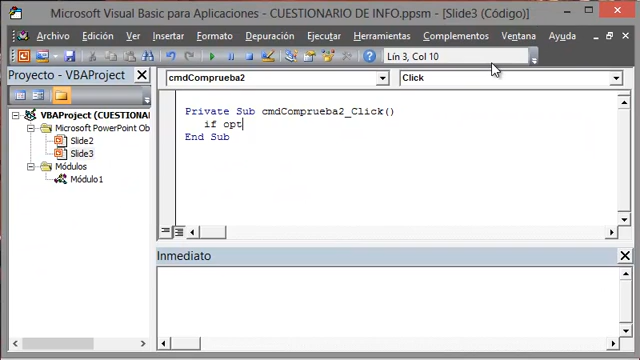 Microsoft Visual Basic para Aplicaciones - CUESTIONARIO DE INFO.ppsm - [Slide3 (Código)]
Archivo Edición Ver Insertar Formato Depuración Ejecutar Herramientas Complementos Ventana Ayuda
Lín 3, Col 10
Proyecto - VBAProject
cmdComprueba2
Click
VBAProject (CUESTIONAR
Microsoft PowerPoint Ob
Slide2
Slide3
Módulos
Módulo1
Private Sub cmdComprueba2_Click()
if opt
End Sub
Inmediato